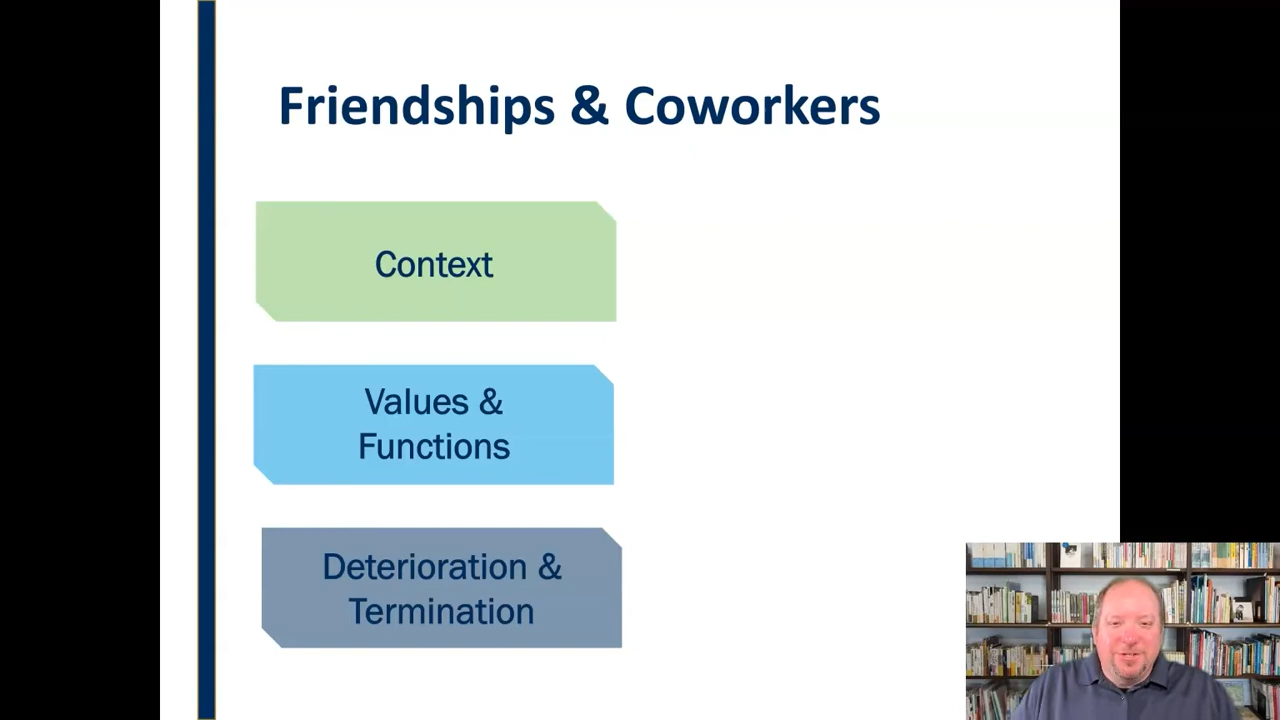 Friendships & Coworkers
Context
Values &
Functions
Deterioration &
Termination